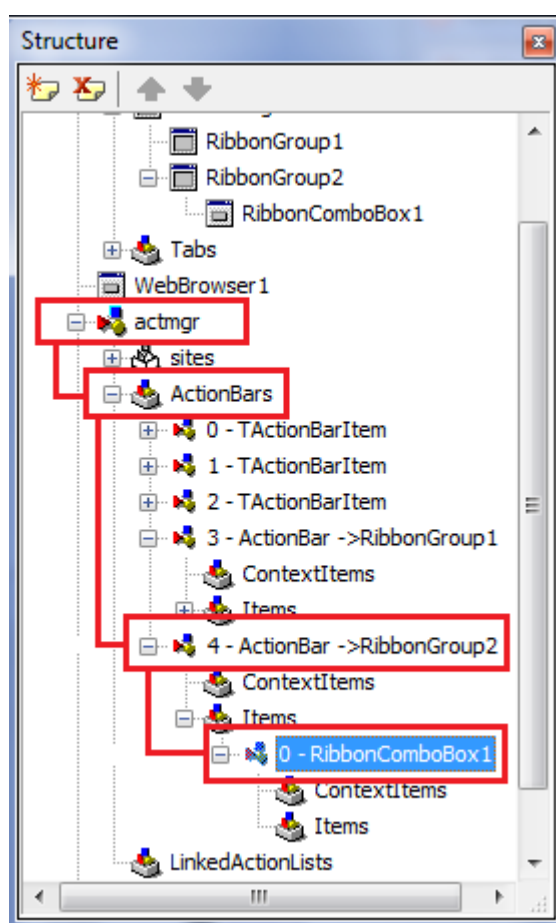 Structure
RibbonGroup1
RibbonGroup2
RibbonComboBox1
Tabs
WebBrowser1
actmgr
sites
ActionBars
0 - TActionBarItem
1 - TActionBarItem
2 - TActionBarItem
3 - ActionBar ->RibbonGroup1
ContextItems
Items
4 - ActionBar ->RibbonGroup2
ContextItems
Items
0 - RibbonComboBox1
ContextItems
Items
LinkedActionLists